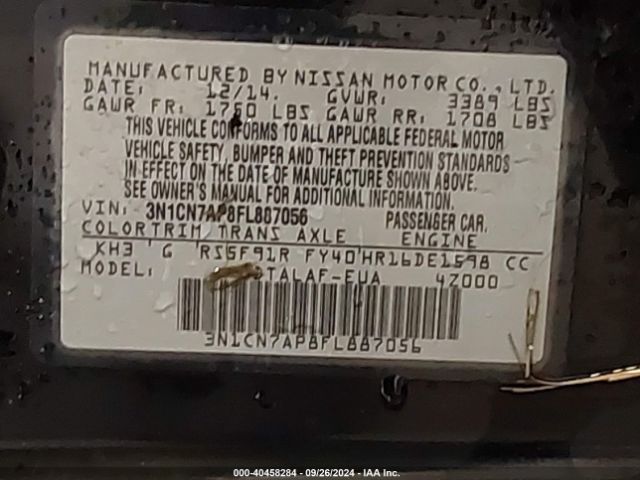 MANUFACTURED BY NISSAN MOTOR CO., LTD.
DATE: 12/14. GVWR: 3389 LBS
GAWR FR: 1750 LBS GAWR RR: 1708 LBS
THIS VEHICLE CONFORMS TO ALL APPLICABLE FEDERAL MOTOR
VEHICLE SAFETY, BUMPER AND THEFT PREVENTION STANDARDS
IN EFFECT ON THE DATE OF MANUFACTURE SHOWN ABOVE.
SEE OWNER'S MANUAL FOR ADDITIONAL INFORMATION.
VIN: 3N1CN7AP8FL887056 PASSENGER CAR.
COLOR TRIM TRANS AXLE ENGINE
KH3 'G 'RS5F91R FY40'HR16DE1598 CC
MODEL: TALAF-EUA 4Z000
3N1CN7AP8FL887056
000-40458284 - 09/26/2024 - IAA Inc.